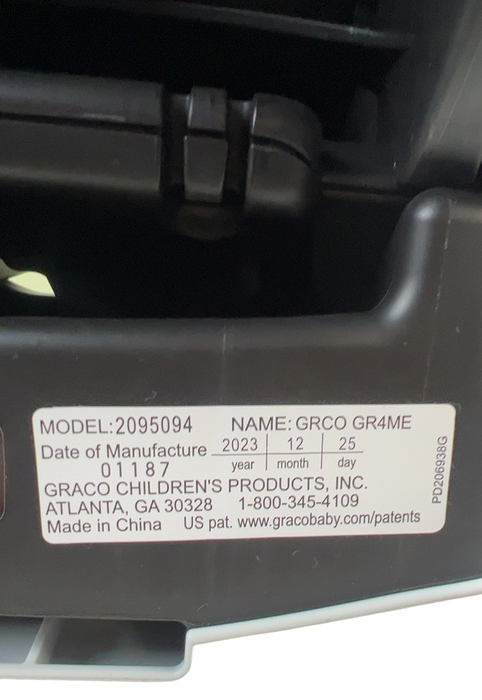 MODEL:2095094 NAME: GRCO GR4ME
Date of Manufacture 2023 12 25
01187 year month day
GRACO CHILDREN'S PRODUCTS, INC.
ATLANTA, GA 30328 1-800-345-4109
Made in China US pat. www.gracobaby.com/patents
PD206938G